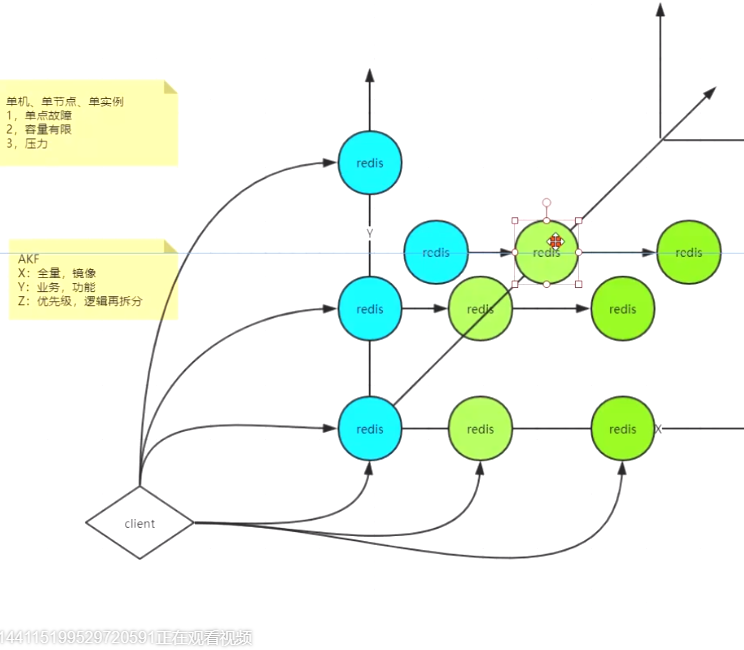 单机、单节点、单实例
1，单点故障
2，容量有限
3，压力
redis
Y
AKF
X：全量，镜像
Y：业务，功能
Z：优先级，逻辑再拆分
redis
redis
redis
redis
redis
redis
redis
redis
redis
X
client
144115199529720591正在观看视频